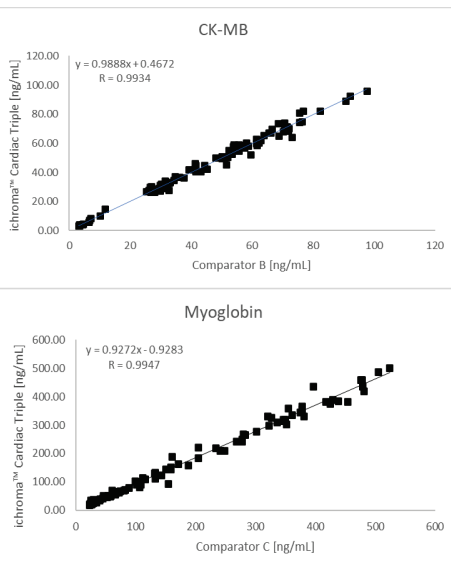 CK-MB
y = 0.9888x + 0.4672
R = 0.9934
120.00
100.00
80.00
60.00
40.00
20.00
0.00
0 20 40 60 80 100 120
ichroma™ Cardiac Triple [ng/mL]
Comparator B [ng/mL]
Myoglobin
y = 0.9272x - 0.9283
R = 0.9947
600.00
500.00
400.00
300.00
200.00
100.00
0.00
0 100 200 300 400 500 600
ichroma™ Cardiac Triple [ng/mL]
Comparator C [ng/mL]